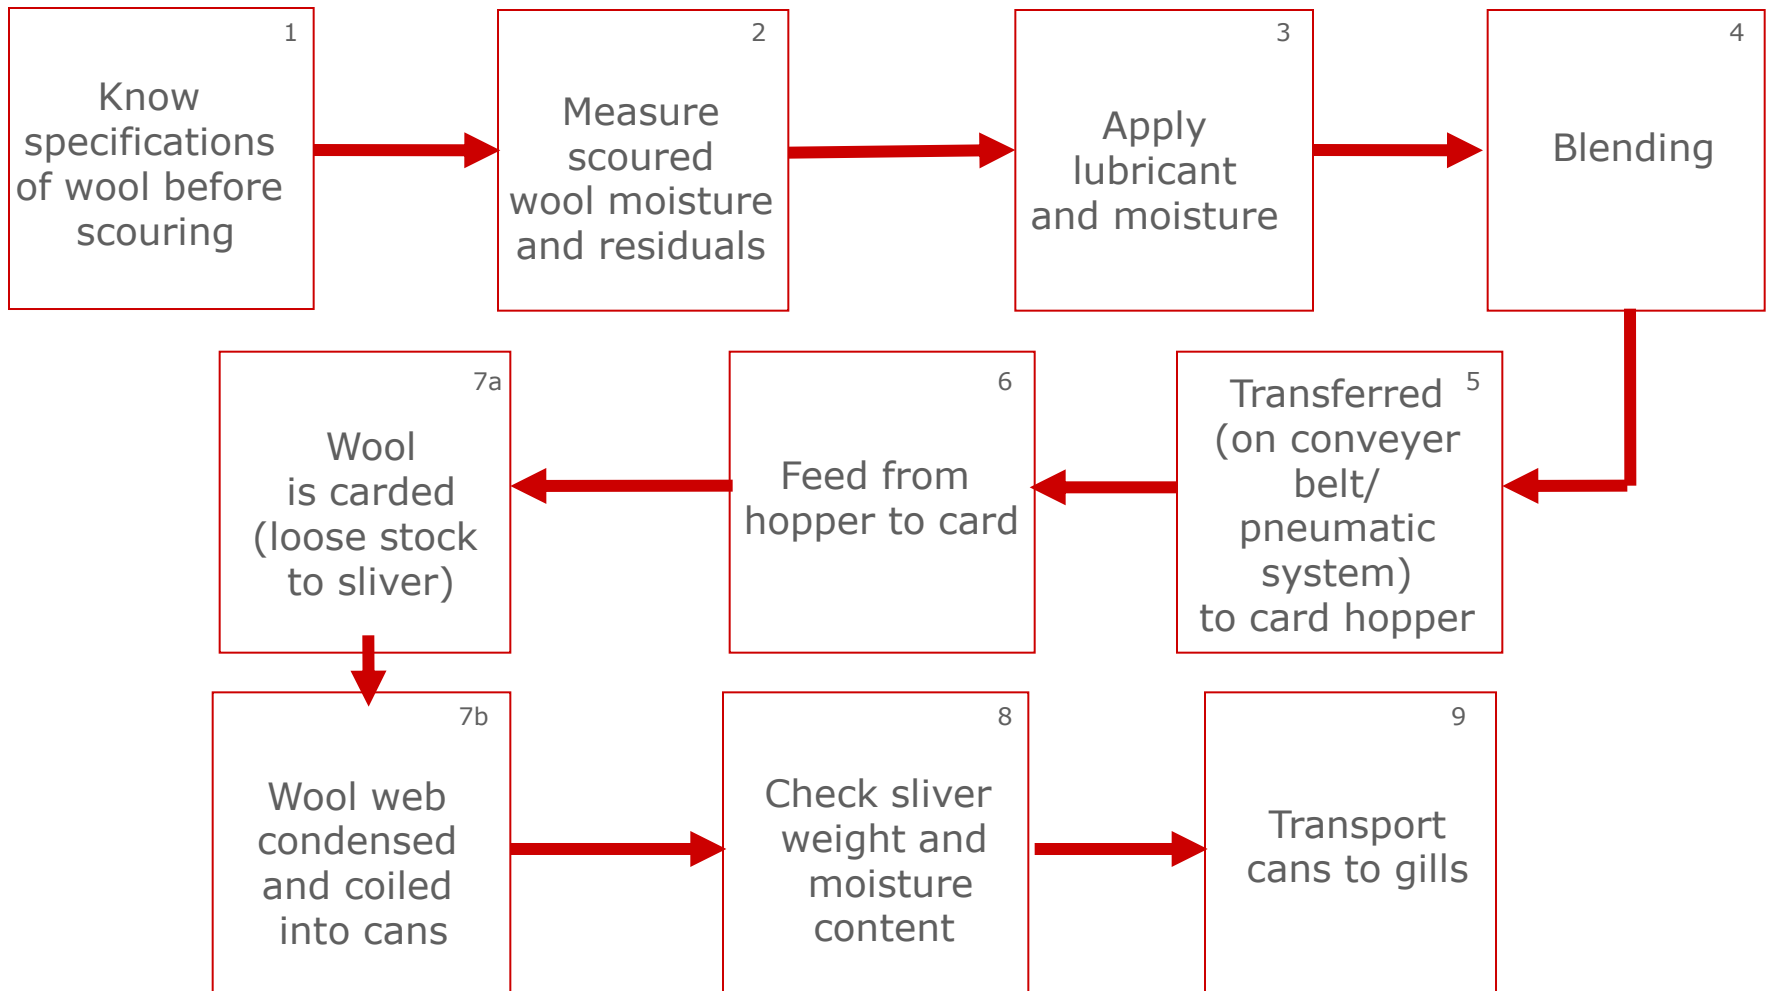 1
Know
specifications
of wool before
scouring
2
Measure
scoured
wool moisture
and residuals
3
Apply
lubricant
and moisture
4
Blending
5
Transferred
(on conveyer
belt/
pneumatic
system)
to card hopper
6
Feed from
hopper to card
7a
Wool
is carded
(loose stock
to sliver)
7b
Wool web
condensed
and coiled
into cans
8
Check sliver
weight and
moisture
content
9
Transport
cans to gills